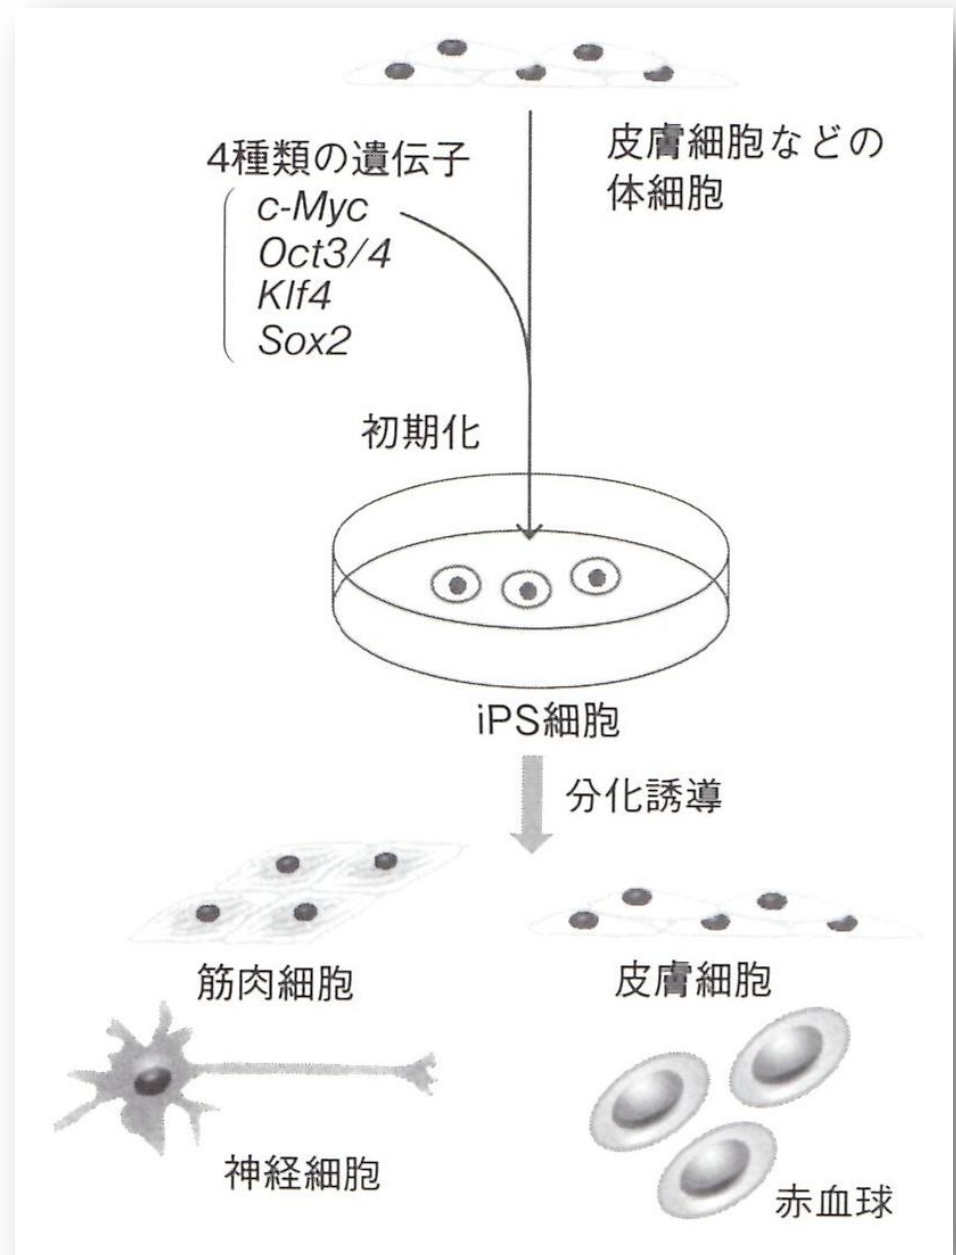 4種類の遺伝子
c-Myc
Oct3/4
Klf4
Sox2
皮膚細胞などの
体細胞
初期化
iPS細胞
分化誘導
筋肉細胞
皮膚細胞
神経細胞
赤血球